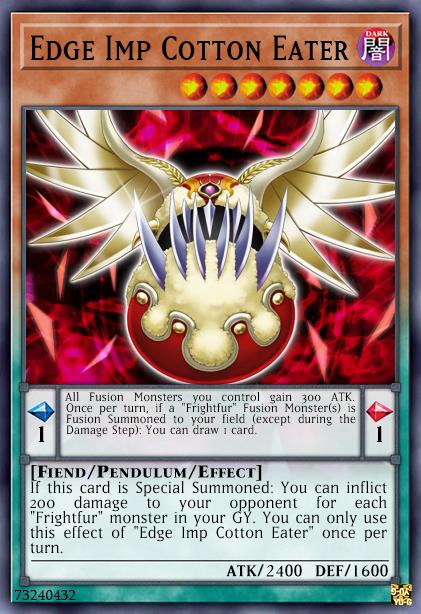 Edge Imp Cotton Eater
DARK
闇
All Fusion Monsters you control gain 300 ATK.
Once per turn, if a "Frightfur" Fusion Monster(s) is
Fusion Summoned to your field (except during the
Damage Step): You can draw 1 card.
1
1
[Fiend/Pendulum/Effect]
If this card is Special Summoned: You can inflict
200 damage to your opponent for each
"Frightfur" monster in your GY. You can only use
this effect of "Edge Imp Cotton Eater" once per
turn.
ATK/2400 DEF/1600
73240432